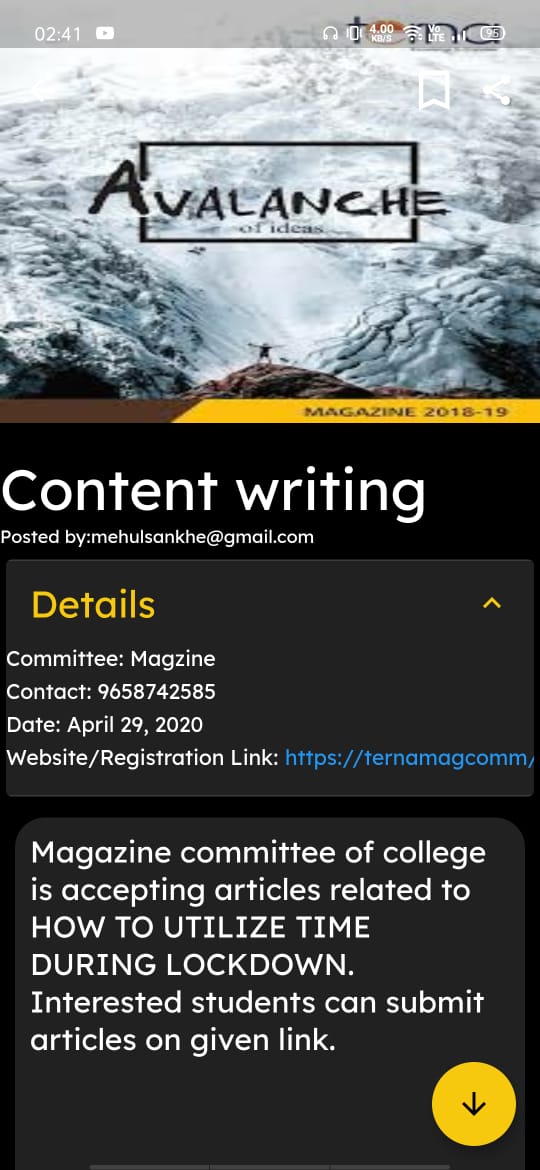 02:41
4.00
KB/S
Vo
LTE
95
terna
AVALANCHE
of ideas
MAGAZINE 2018-19
Content writing
Posted by:mehulsankhe@gmail.com
Details
Committee: Magzine
Contact: 9658742585
Date: April 29, 2020
Website/Registration Link: https://ternamagcomm/
Magazine committee of college
is accepting articles related to
HOW TO UTILIZE TIME
DURING LOCKDOWN.
Interested students can submit
articles on given link.